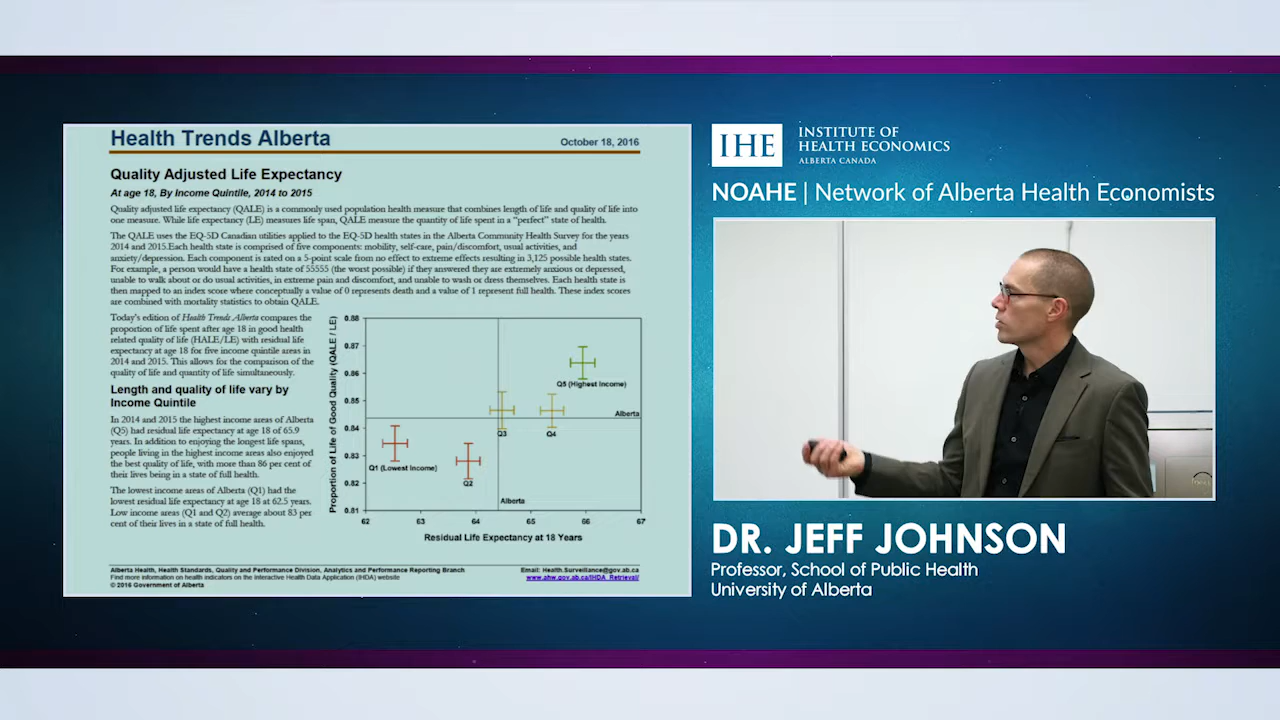 Health Trends Alberta
October 18, 2016
Quality Adjusted Life Expectancy
At age 18, By Income Quintile, 2014 to 2015
Quality adjusted life expectancy (QALE) is a commonly used population health measure that combines length of life and quality of life into
one measure. While life expectancy (LE) measures life span, QALE measure the quantity of life spent in a "perfect" state of health.
The QALE uses the EQ-5D Canadian utilities applied to the EQ-5D health states in the Alberta Community Health Survey for the years
2014 and 2015.Each health state is comprised of five components: mobility, self-care, pain/discomfort, usual activities, and
anxiety/depression. Each component is rated on a 5-point scale from no effect to extreme effects resulting in 3,125 possible health states.
For example, a person would have a health state of 55555 (the worst possible) if they answered they are extremely anxious or depressed,
unable to walk about or do usual activities, in extreme pain and discomfort, and unable to wash or dress themselves. Each health state is
then mapped to an index score where conceptually a value of 0 represents death and a value of 1 represent full health. These index scores
are combined with mortality statistics to obtain QALE.
Today's edition of Health Trends Alberta compares the
proportion of life spent after age 18 in good health
related quality of life (HALE/LE) with residual life
expectancy at age 18 for five income quintile areas in
2014 and 2015. This allows for the comparison of the
quality of life and quantity of life simultaneously.
Length and quality of life vary by
Income Quintile
In 2014 and 2015 the highest income areas of Alberta
(Q5) had residual life expectancy at age 18 of 65.9
years. In addition to enjoying the longest life spans,
people living in the highest income areas also enjoyed
the best quality of life, with more than 86 per cent of
their lives being in a state of full health.
The lowest income areas of Alberta (Q1) had the
lowest residual life expectancy at age 18 at 62.5 years.
Low income areas (Q1 and Q2) average about 83 per
cent of their lives in a state of full health.
Proportion of Life of Good Quality (QALE / LE)
0.88
0.87
0.86
0.85
0.84
0.83
0.82
0.81
Q5 (Highest Income)
Alberta
Q3
Q4
Q1 (Lowest Income)
Q2
Alberta
62
63
64
65
66
67
Residual Life Expectancy at 18 Years
Alberta Health, Health Standards, Quality and Performance Division, Analytics and Performance Reporting Branch
Find more information on health indicators on the Interactive Health Data Application (IHDA) website
© 2016 Government of Alberta
Email: Health.Surveillance@gov.ab.ca
www.ahw.gov.ab.ca/IHDA_Retrieval/
IHE
INSTITUTE OF
HEALTH ECONOMICS
ALBERTA CANADA
NOAHE | Network of Alberta Health Economists
DR. JEFF JOHNSON
Professor, School of Public Health
University of Alberta